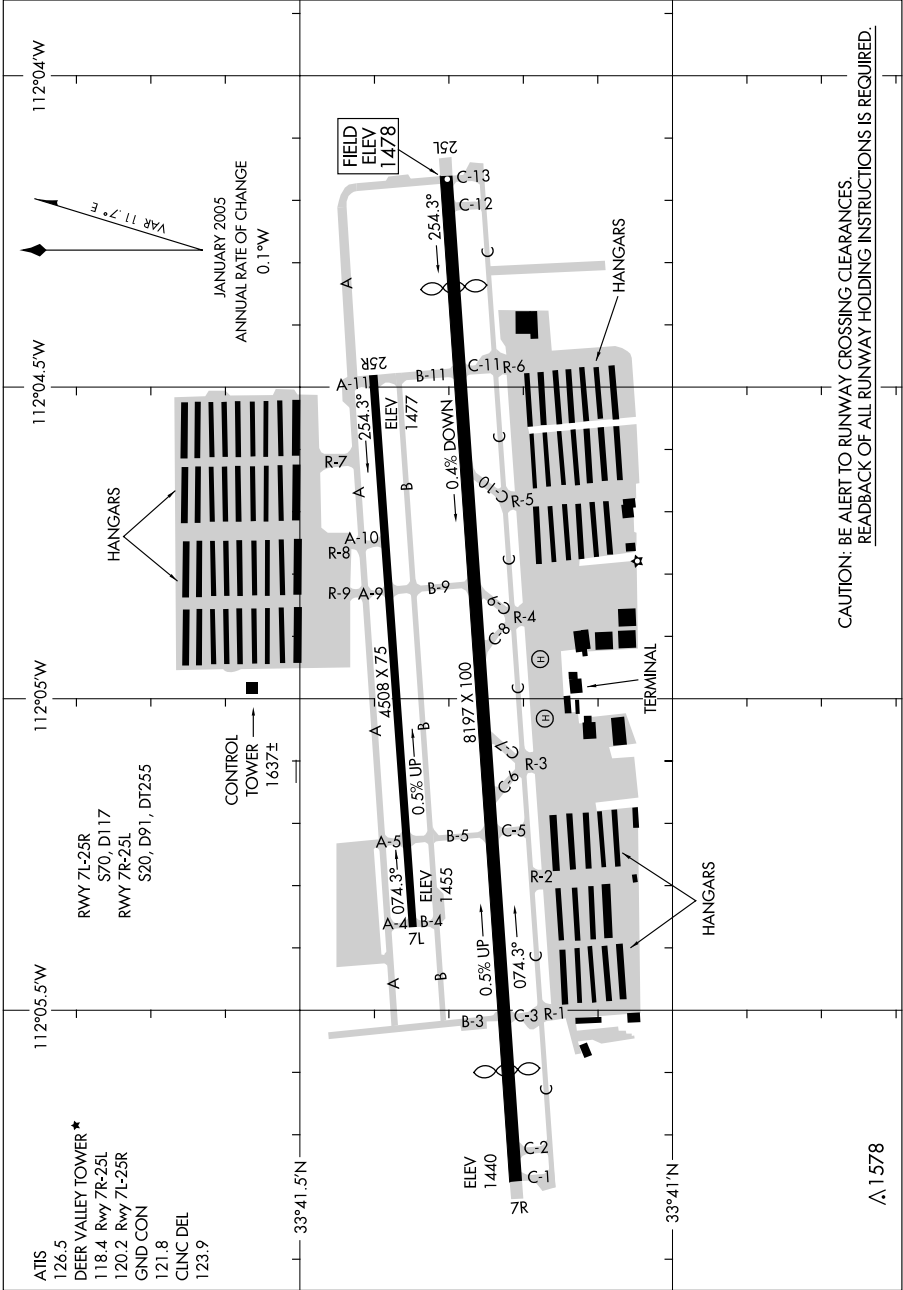 ATIS
126.5
DEER VALLEY TOWER★
118.4 Rwy 7R-25L
120.2 Rwy 7L-25R
GND CON
121.8
CLNC DEL
123.9
RWY 7L-25R
S70, D117
RWY 7R-25L
S20, D91, DT255
CONTROL
TOWER
1637±
HANGARS
VAR 11.7° E
JANUARY 2005
ANNUAL RATE OF CHANGE
0.1°W
112°05.5'W
112°05'W
112°04.5'W
112°04'W
33°41.5'N
33°41'N
FIELD
ELEV
1478
R-9
R-8
R-7
A
A
A
A
A-4
A-5
A-9
A-10
A-11
25R
7L
074.3°
4508 X 75
254.3°
0.5% UP
ELEV
1455
ELEV
1477
B
B
B
B-3
B-4
B-5
B-9
B-11
ELEV
1440
7R
25L
0.5% UP
074.3°
8197 X 100
0.4% DOWN
254.3°
C-1
C-2
C-3
C-5
C-6
C-7
C-8
C-9
C-10
C-11
C-12
C-13
C
C
C
C
C
C
R-1
R-2
R-3
R-4
R-5
R-6
H
H
HANGARS
TERMINAL
HANGARS
CAUTION: BE ALERT TO RUNWAY CROSSING CLEARANCES.
READBACK OF ALL RUNWAY HOLDING INSTRUCTIONS IS REQUIRED.
1578